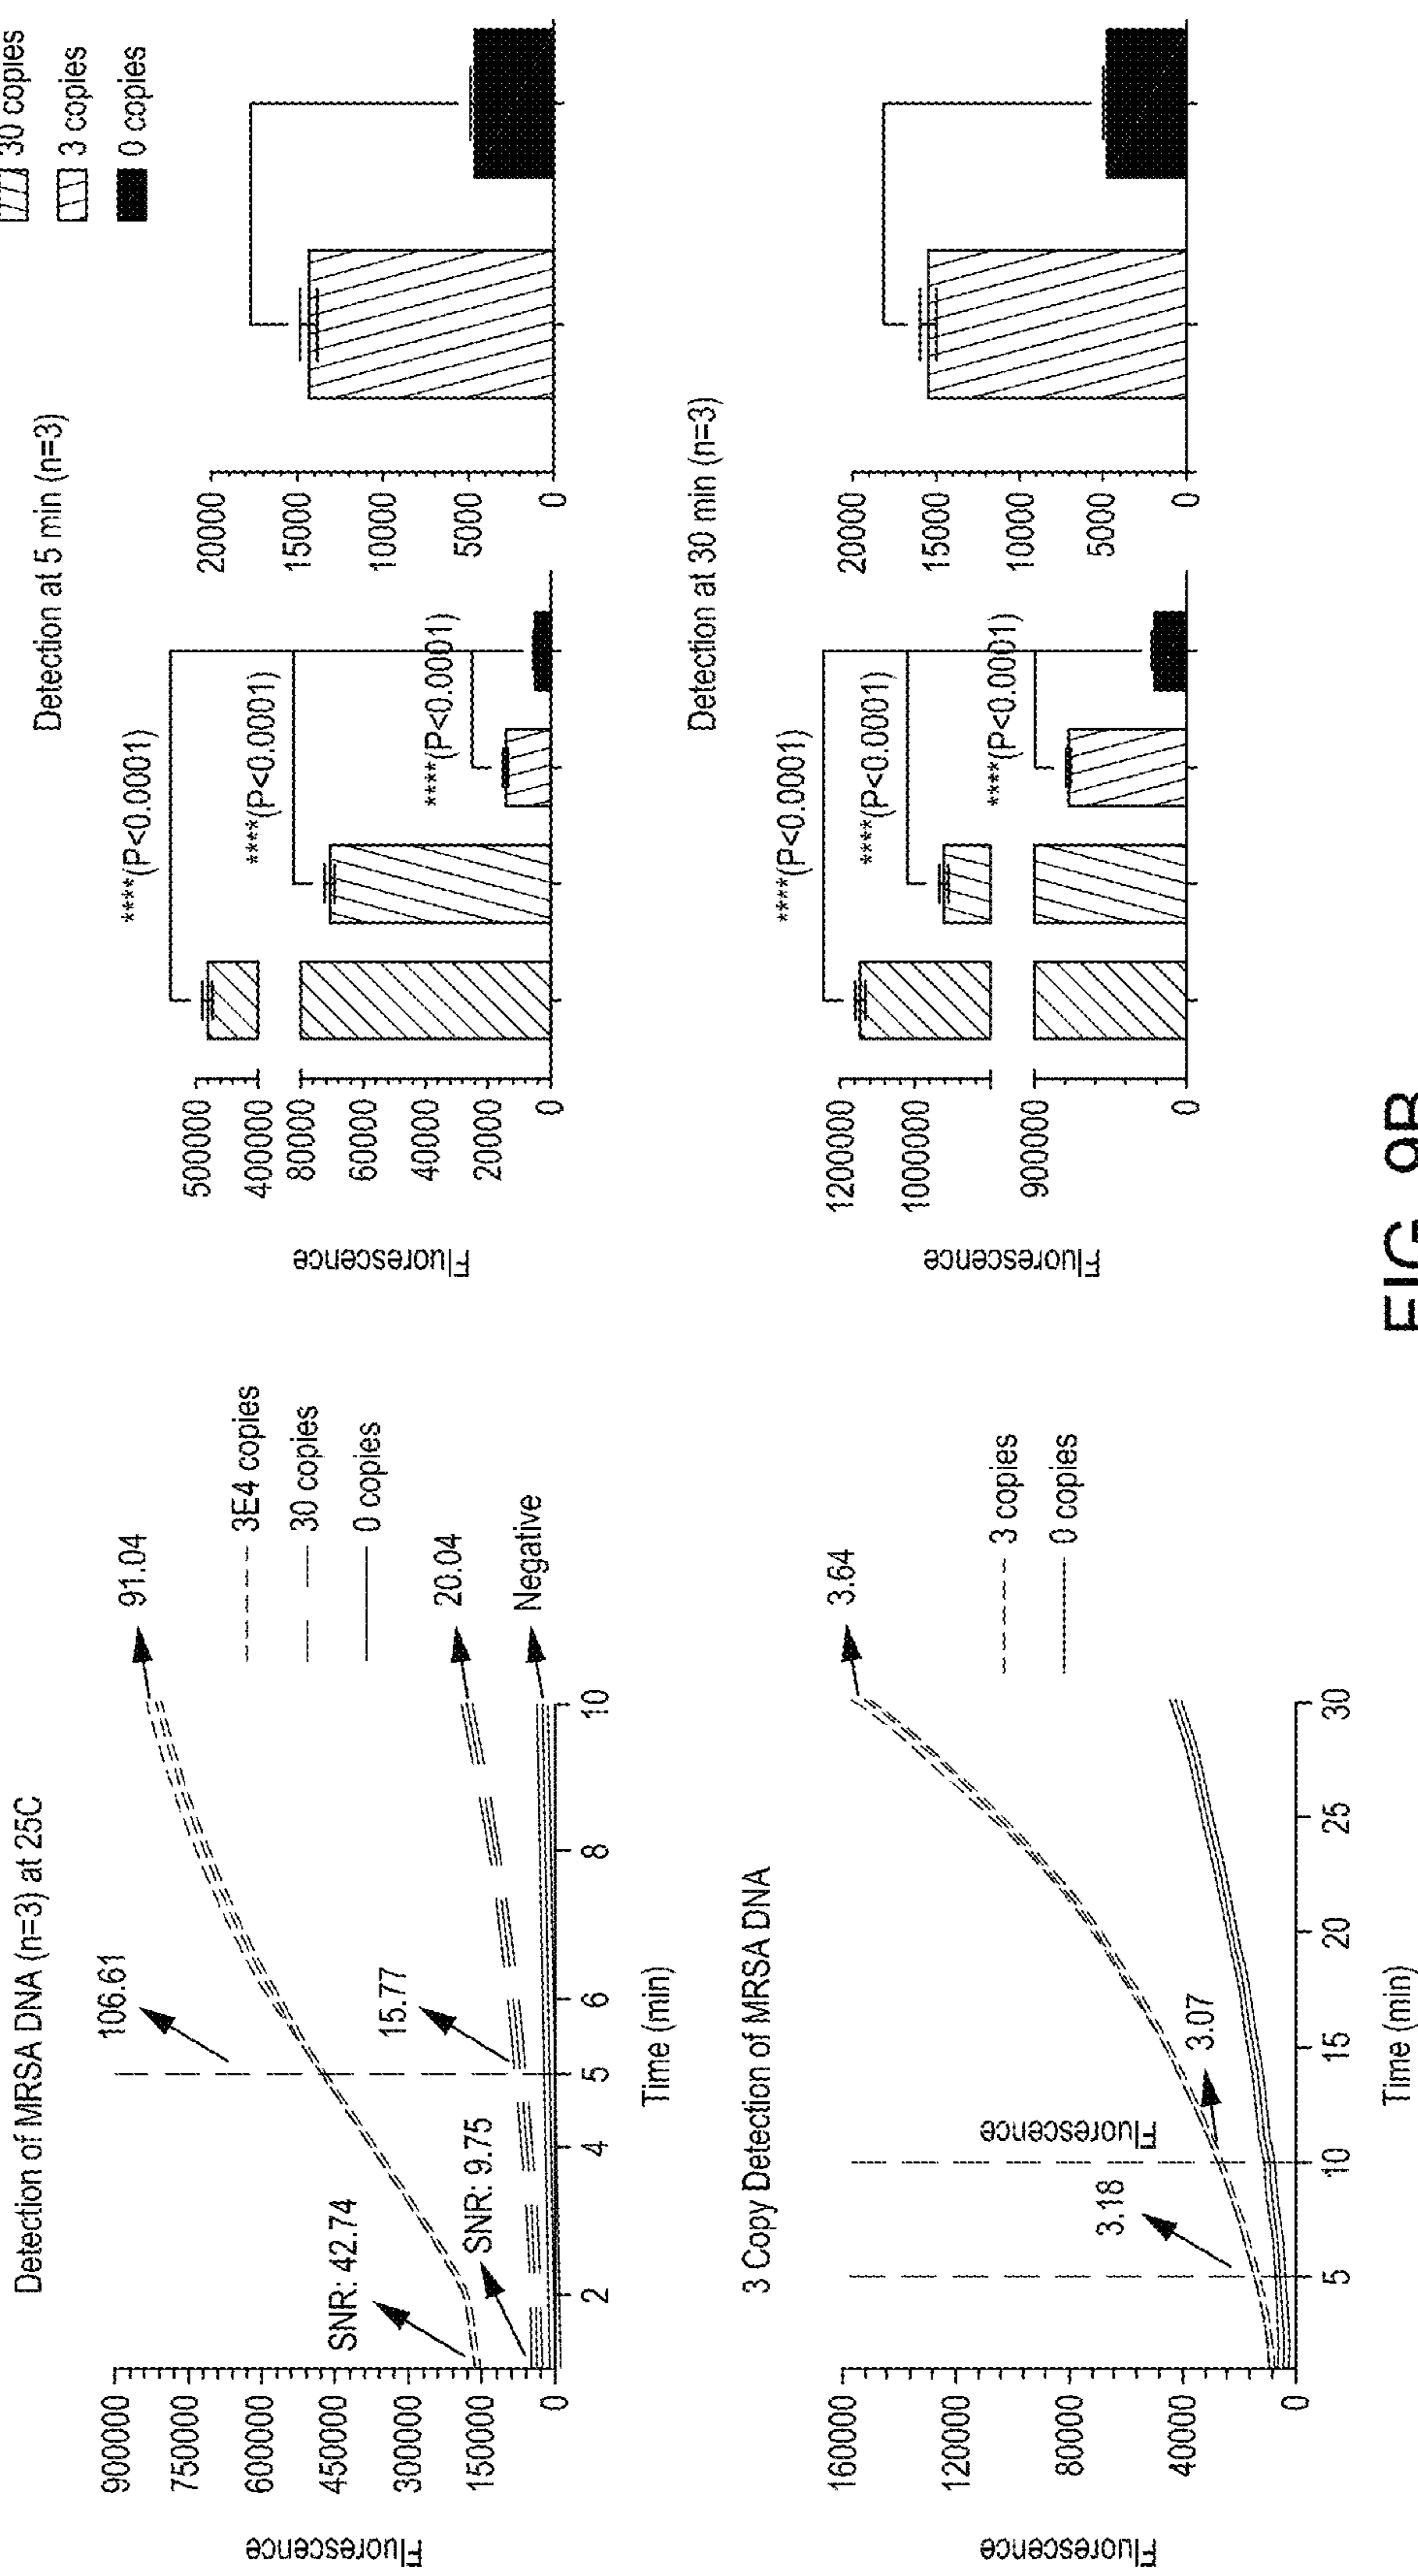 Detection of MRSA DNA (n=3) at 25C
Fluorescence
900000
750000
600000
450000
300000
150000
0
2
4
5
6
8
10
Time (min)
SNR: 42.74
SNR: 9.75
106.61
15.77
91.04
20.04
Negative
3E4 copies
30 copies
0 copies
3 Copy Detection of MRSA DNA
Fluorescence
160000
120000
80000
40000
0
5
10
15
20
25
30
Time (min)
Fluorescence
3.18
3.07
3.64
3 copies
0 copies
Detection at 5 min (n=3)
30 copies
3 copies
0 copies
Fluorescence
500000
400000
80000
60000
40000
20000
0
****(P<0.0001)
****(P<0.0001)
****(P<0.0001)
20000
15000
10000
5000
0
Detection at 30 min (n=3)
Fluorescence
1200000
1000000
900000
0
****(P<0.0001)
****(P<0.0001)
****(P<0.0001)
20000
15000
10000
5000
0
FIG. 9B